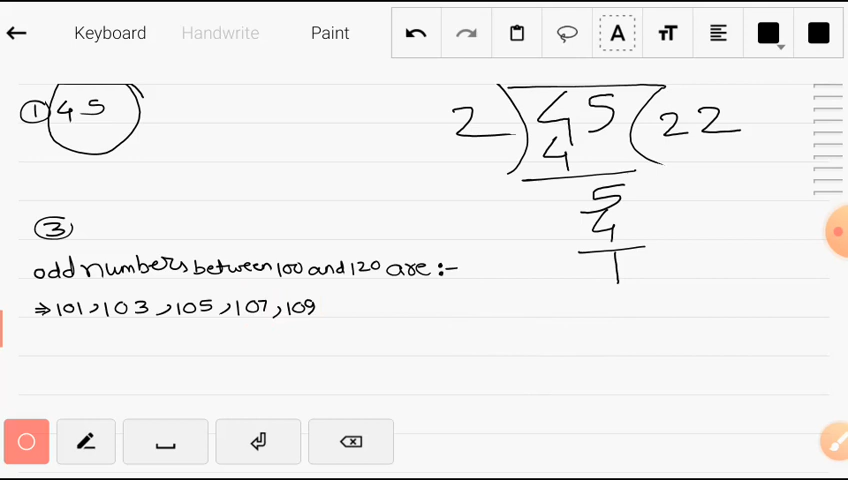 Keyboard Handwrite Paint A TT
① 45
2) 45 (22
4
5
4
1
③
odd numbers between 100 and 120 are :-
⇒ 101, 103, 105, 107, 109